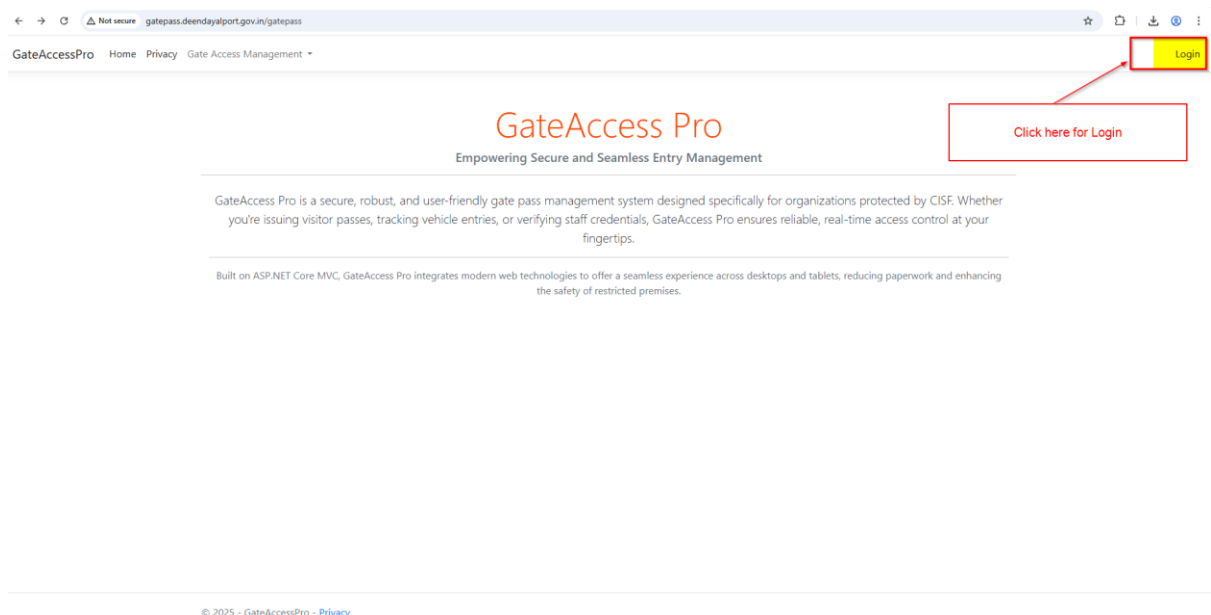 Not secure gatepass.deendayalport.gov.in/gatepass
GateAccessPro Home Privacy Gate Access Management Login
Click here for Login
GateAccess Pro
Empowering Secure and Seamless Entry Management
GateAccess Pro is a secure, robust, and user-friendly gate pass management system designed specifically for organizations protected by CISF. Whether
you're issuing visitor passes, tracking vehicle entries, or verifying staff credentials, GateAccess Pro ensures reliable, real-time access control at your
fingertips.
Built on ASP.NET Core MVC, GateAccess Pro integrates modern web technologies to offer a seamless experience across desktops and tablets, reducing paperwork and enhancing
the safety of restricted premises.
© 2025 - GateAccessPro - Privacy